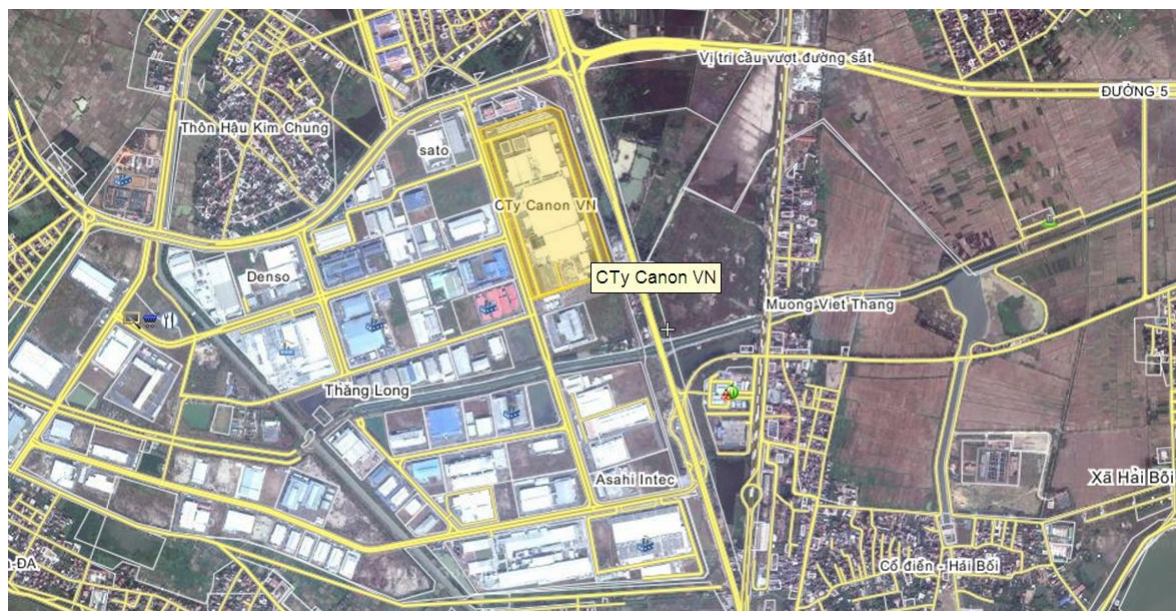 Vị trí cầu vượt đường sắt
ĐƯỜNG 5
Thôn Hậu Kim Chung
sato
CTy Canon VN
Denso
CTy Canon VN
Muong Viet Thang
Thăng Long
Asahi Intec
Xã Hải Bối
Cổ điển - Hải Bối
-ĐA